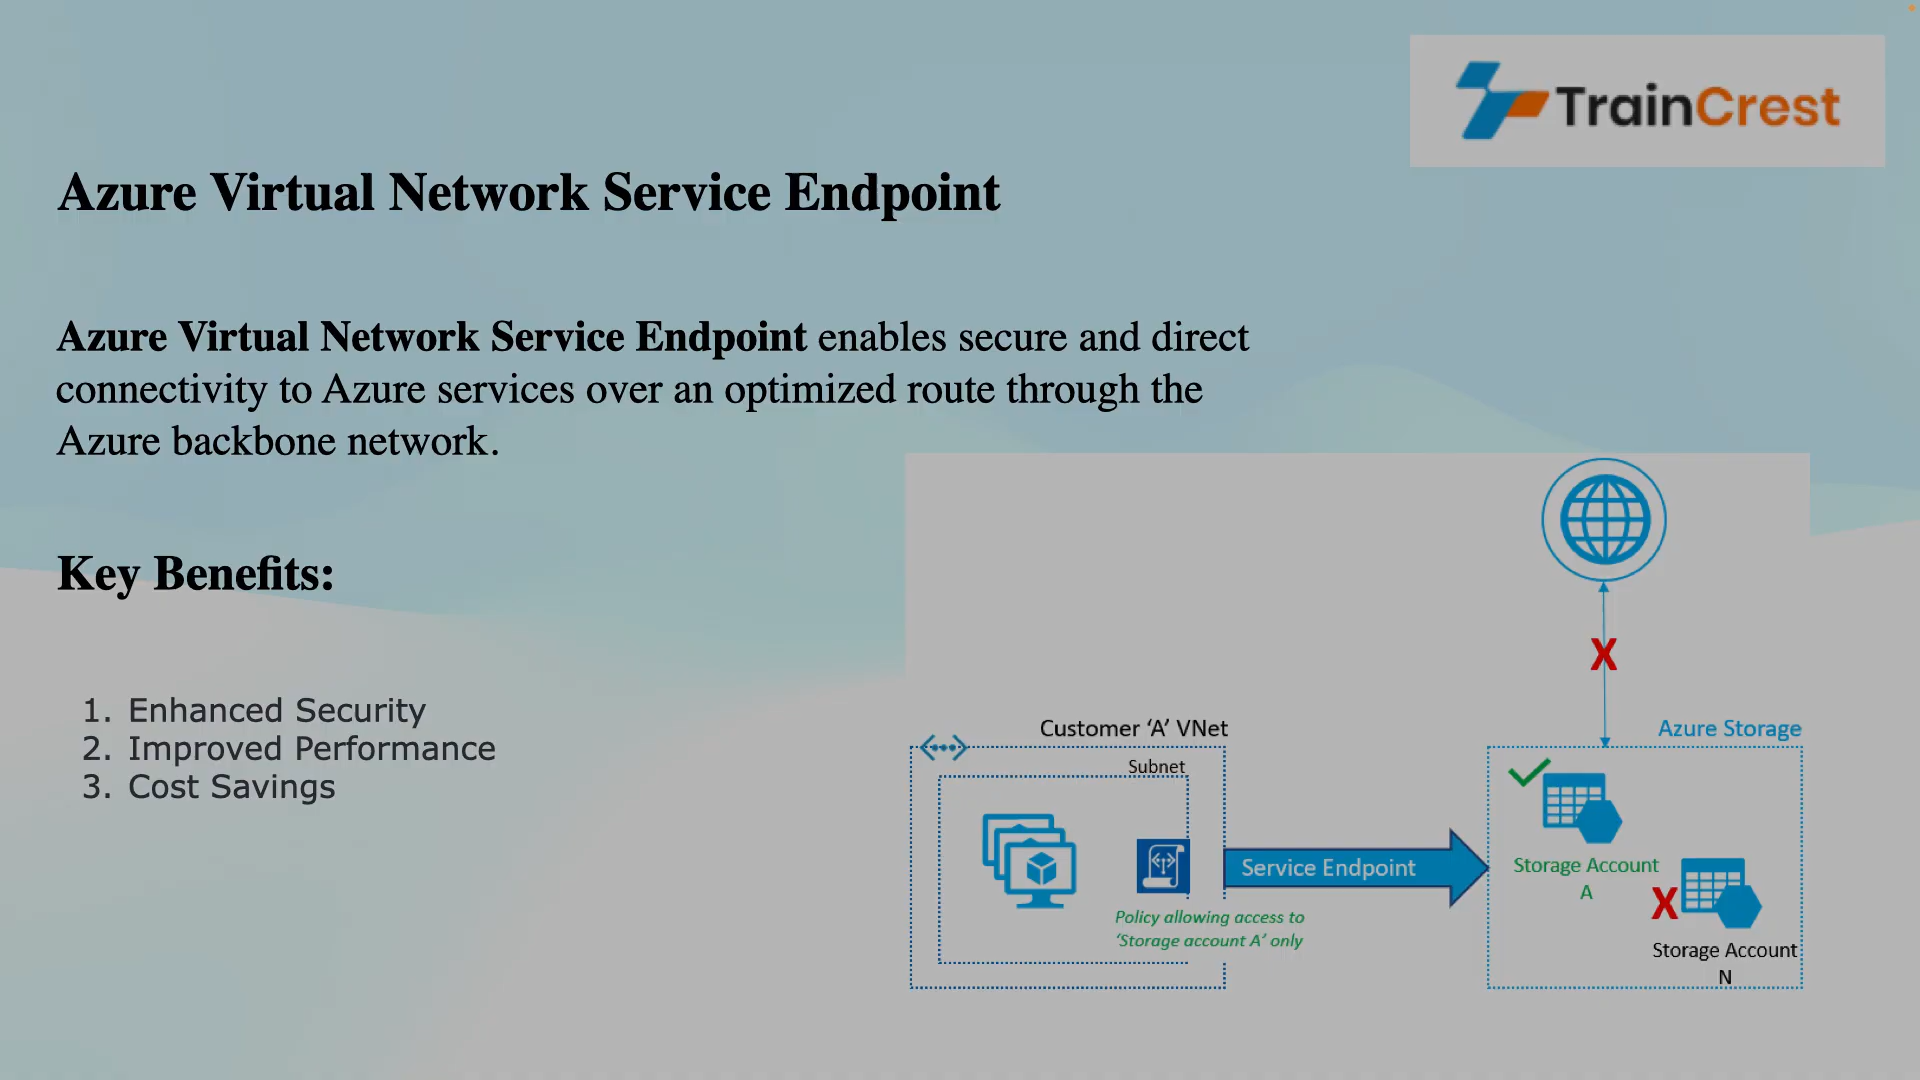 TrainCrest
Azure Virtual Network Service Endpoint
Azure Virtual Network Service Endpoint enables secure and direct
connectivity to Azure services over an optimized route through the
Azure backbone network.
Key Benefits:
1. Enhanced Security
2. Improved Performance
3. Cost Savings
X
Customer ‘A’ VNet
Subnet
Policy allowing access to
‘Storage account A’ only
Service Endpoint
Azure Storage
Storage Account
A
X
Storage Account
N